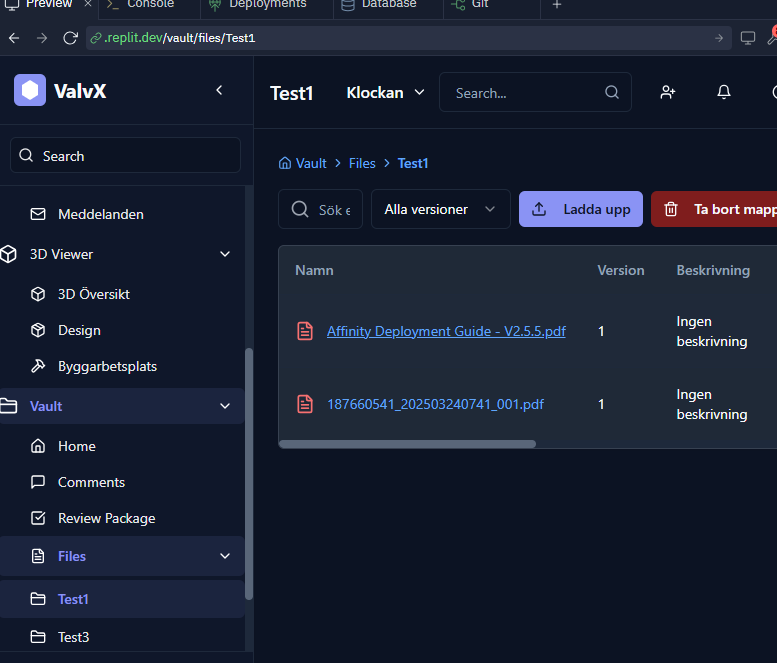 Preview
Console
Deployments
Database
Git
.replit.dev/vault/files/Test1
ValvX
Test1
Klockan
Search...
Search
Vault
Files
Test1
Sök e
Alla versioner
Ladda upp
Ta bort mapp
Meddelanden
3D Viewer
3D Översikt
Design
Byggarbetsplats
Vault
Home
Comments
Review Package
Files
Test1
Test3
Namn
Version
Beskrivning
Affinity Deployment Guide - V2.5.5.pdf
1
Ingen
beskrivning
187660541_202503240741_001.pdf
1
Ingen
beskrivning